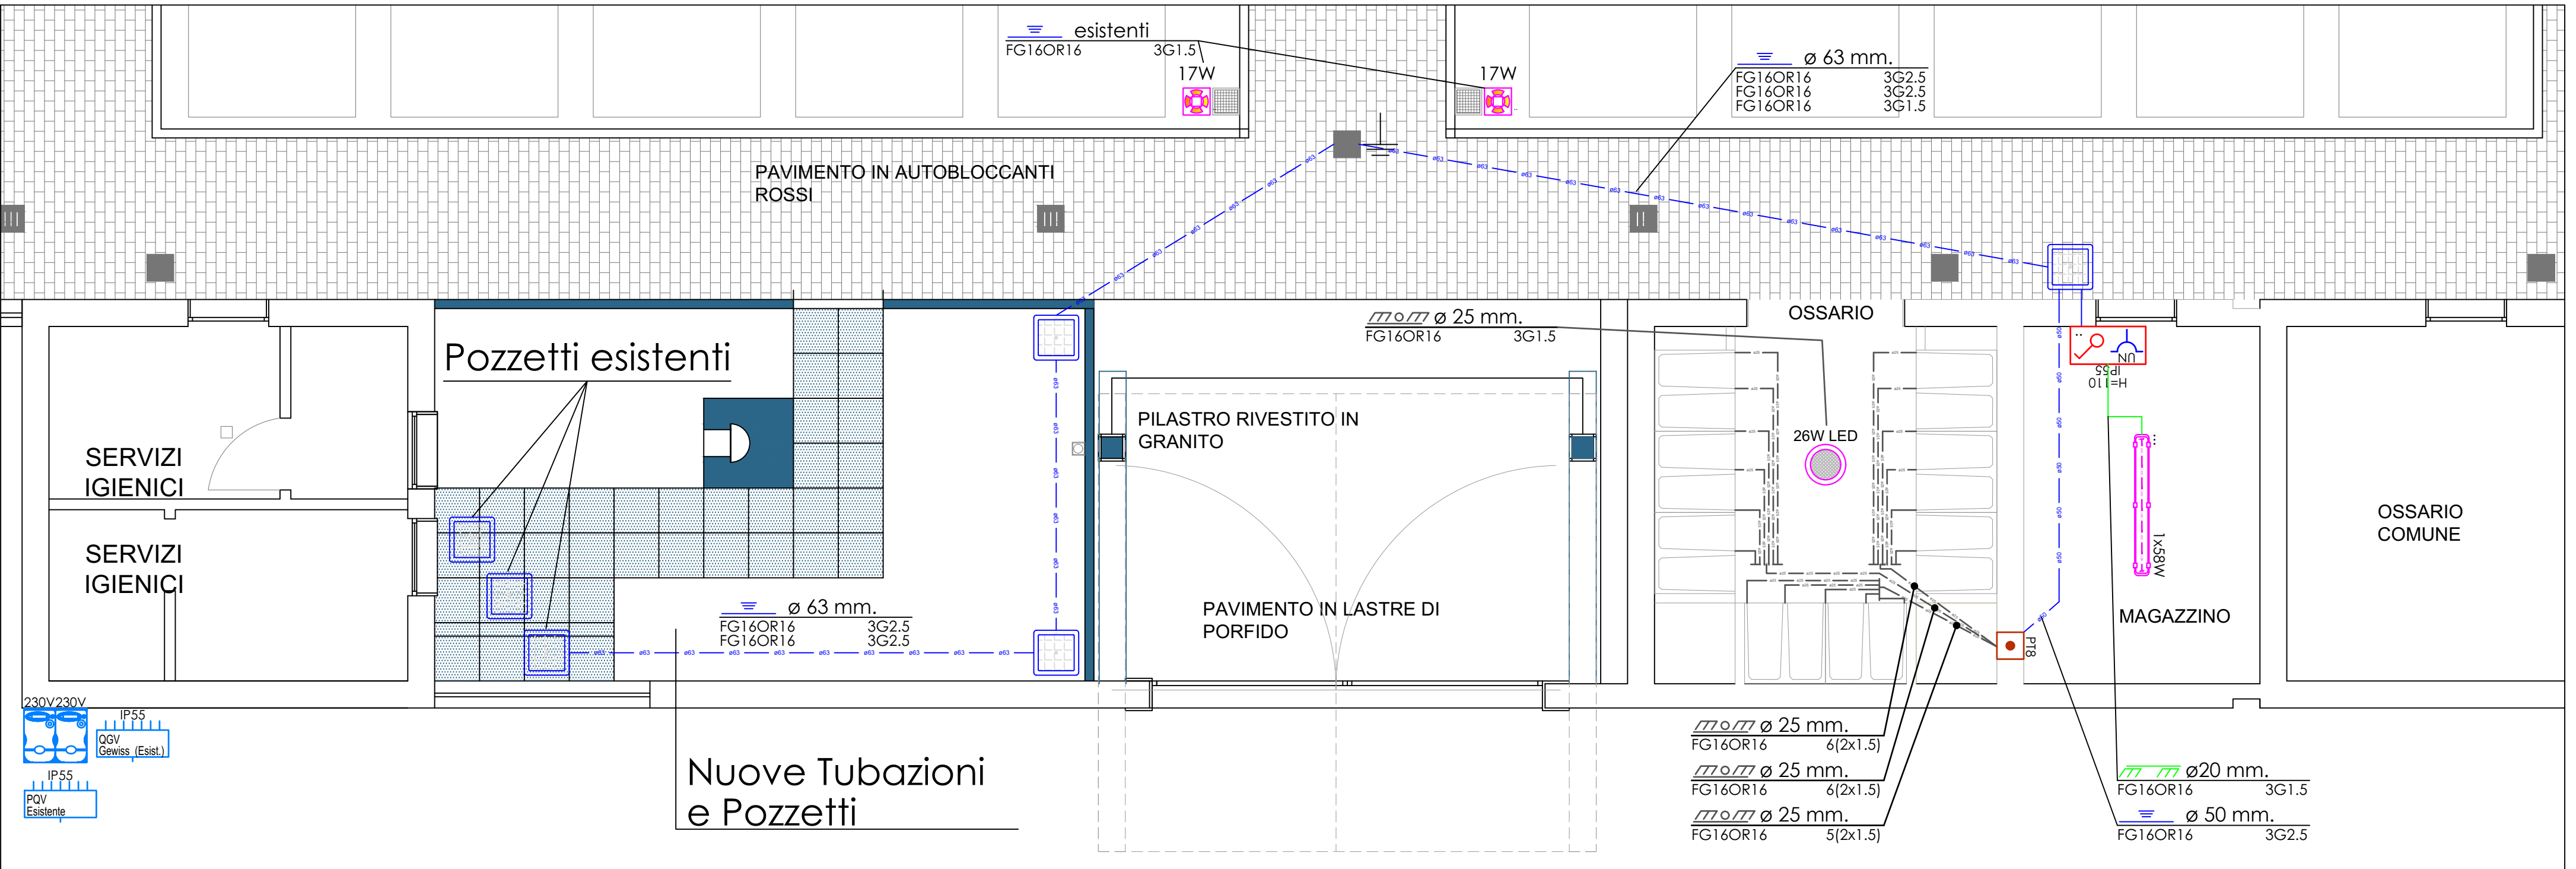 esistenti
FG16OR16 3G1.5
17W
17W
ø 63 mm.
FG16OR16 3G2.5
FG16OR16 3G2.5
FG16OR16 3G1.5
PAVIMENTO IN AUTOBLOCCANTI
ROSSI
Pozzetti esistenti
SERVIZI
IGIENICI
SERVIZI
IGIENICI
ø 63 mm.
FG16OR16 3G2.5
FG16OR16 3G2.5
ø 25 mm.
FG16OR16 3G1.5
PILASTRO RIVESTITO IN
GRANITO
PAVIMENTO IN LASTRE DI
PORFIDO
OSSARIO
26W LED
UN
IP55
H=110
1x58W
MAGAZZINO
PT8
OSSARIO
COMUNE
230V230V
IP55
QGV
Gewiss (Esist.)
IP55
PQV
Esistente
Nuove Tubazioni
e Pozzetti
ø 25 mm.
FG16OR16 6(2x1.5)
ø 25 mm.
FG16OR16 6(2x1.5)
ø 25 mm.
FG16OR16 5(2x1.5)
ø20 mm.
FG16OR16 3G1.5
ø 50 mm.
FG16OR16 3G2.5